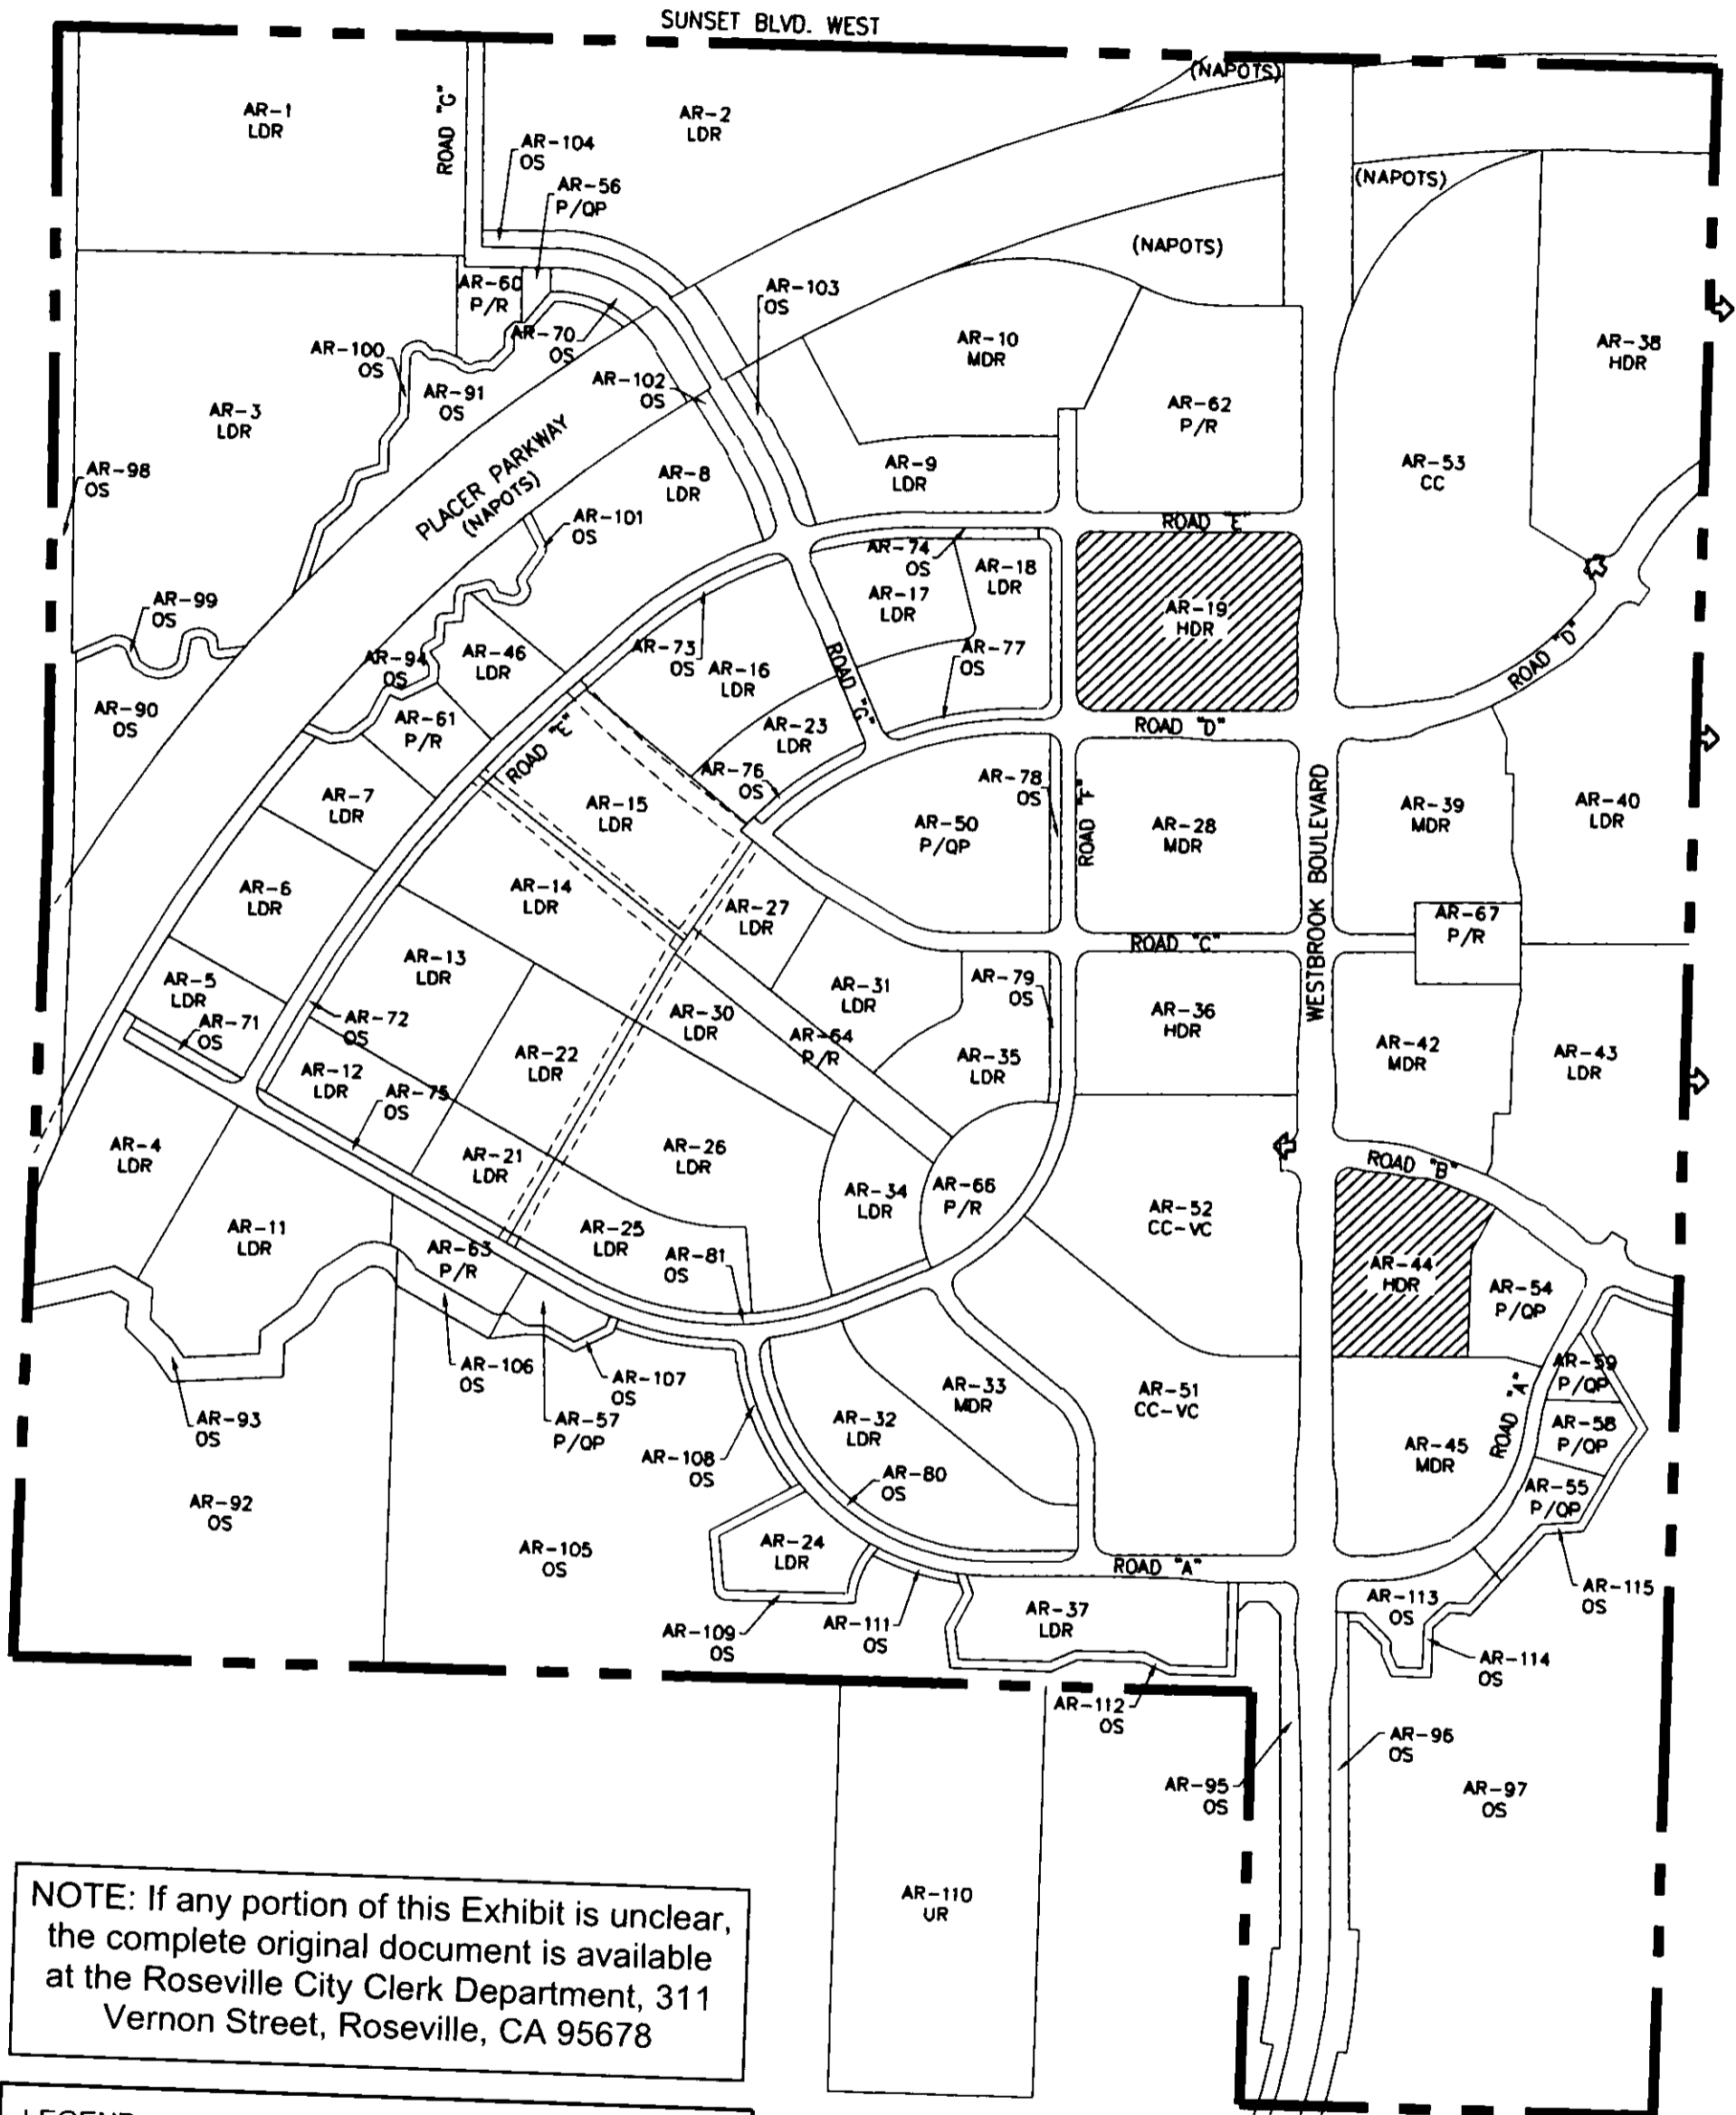 SUNSET BLVD. WEST
(NAPOTS)
AR-1
LDR
ROAD "G"
AR-2
LDR
AR-104
OS
AR-56
P/QP
(NAPOTS)
(NAPOTS)
AR-60
P/R
AR-103
OS
AR-70
OS
AR-100
OS
AR-10
MDR
AR-38
HDR
AR-102
OS
AR-91
OS
AR-3
LDR
AR-62
P/R
PLACER PARKWAY
(NAPOTS)
AR-98
OS
AR-8
LDR
AR-9
LDR
AR-53
CC
AR-101
OS
ROAD "E"
AR-74
OS
AR-18
LDR
AR-17
LDR
AR-19
HDR
AR-99
OS
AR-94
OS
AR-46
LDR
AR-73
OS
AR-16
LDR
ROAD "G"
AR-77
OS
ROAD "D"
AR-90
OS
AR-61
P/R
AR-23
LDR
ROAD "D"
ROAD "E"
AR-76
OS
AR-78
OS
AR-7
LDR
AR-15
LDR
AR-50
P/QP
ROAD "F"
AR-28
MDR
WESTBROOK BOULEVARD
AR-39
MDR
AR-40
LDR
AR-6
LDR
AR-14
LDR
AR-27
LDR
AR-67
P/R
ROAD "C"
AR-13
LDR
AR-5
LDR
AR-71
OS
AR-72
OS
AR-31
LDR
AR-79
OS
AR-30
LDR
AR-64
P/R
AR-36
HDR
AR-42
MDR
AR-43
LDR
AR-22
LDR
AR-35
LDR
AR-12
LDR
AR-75
OS
AR-4
LDR
AR-21
LDR
AR-26
LDR
ROAD "B"
AR-34
LDR
AR-66
P/R
AR-52
CC-VC
AR-11
LDR
AR-63
P/R
AR-25
LDR
AR-81
OS
AR-44
HDR
AR-54
P/QP
AR-106
OS
AR-107
OS
AR-93
OS
AR-57
P/QP
AR-33
MDR
AR-51
CC-VC
AR-59
P/QP
ROAD "A"
AR-32
LDR
AR-58
P/QP
AR-108
OS
AR-45
MDR
AR-80
OS
AR-55
P/QP
AR-92
OS
AR-105
OS
AR-24
LDR
ROAD "A"
AR-115
OS
AR-113
OS
AR-37
LDR
AR-109
OS
AR-111
OS
AR-114
OS
AR-112
OS
AR-96
OS
AR-95
OS
AR-97
OS
AR-110
UR
NOTE: If any portion of this Exhibit is unclear,
the complete original document is available
at the Roseville City Clerk Department, 311
Vernon Street, Roseville, CA 95678